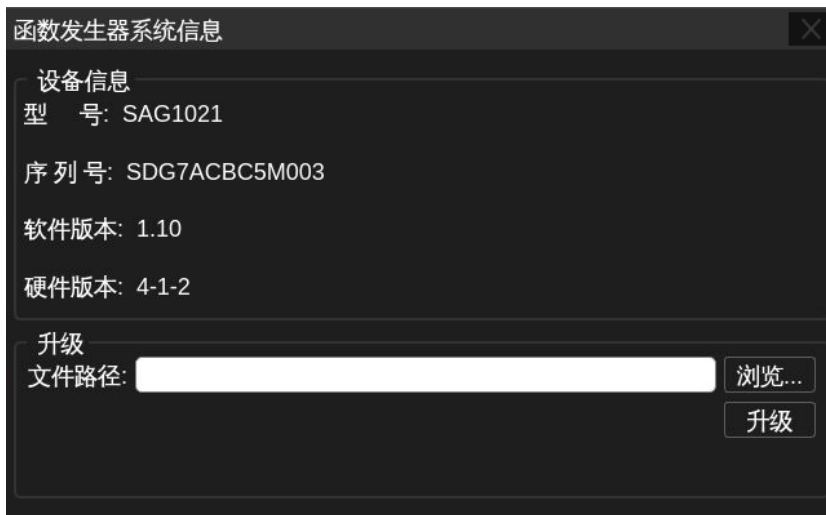 函数发生器系统信息
设备信息
型 号: SAG1021
序 列 号: SDG7ACBC5M003
软件版本: 1.10
硬件版本: 4-1-2
升级
文件路径: 浏览...
升级